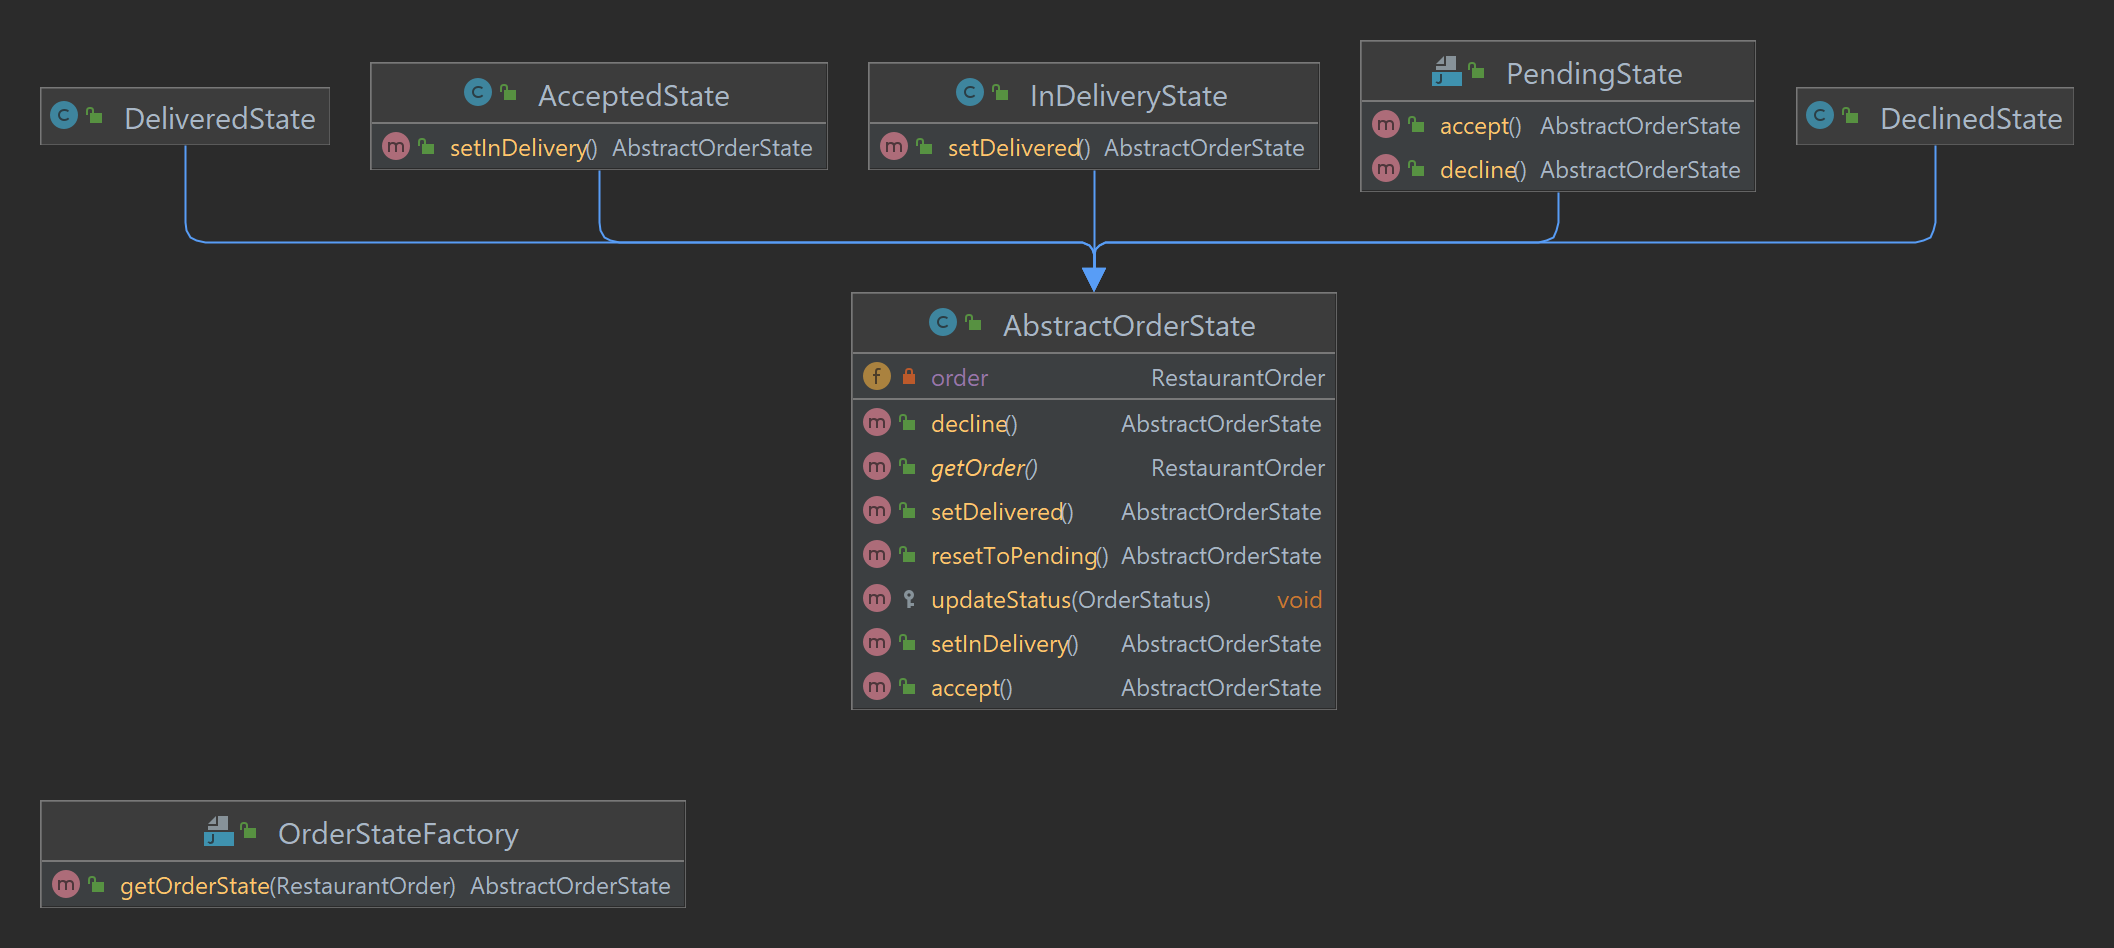 DeliveredState
AcceptedState
setInDelivery() AbstractOrderState
InDeliveryState
setDelivered() AbstractOrderState
PendingState
accept() AbstractOrderState
decline() AbstractOrderState
DeclinedState
AbstractOrderState
order RestaurantOrder
decline() AbstractOrderState
getOrder() RestaurantOrder
setDelivered() AbstractOrderState
resetToPending() AbstractOrderState
updateStatus(OrderStatus) void
setInDelivery() AbstractOrderState
accept() AbstractOrderState
OrderStateFactory
getOrderState(RestaurantOrder) AbstractOrderState